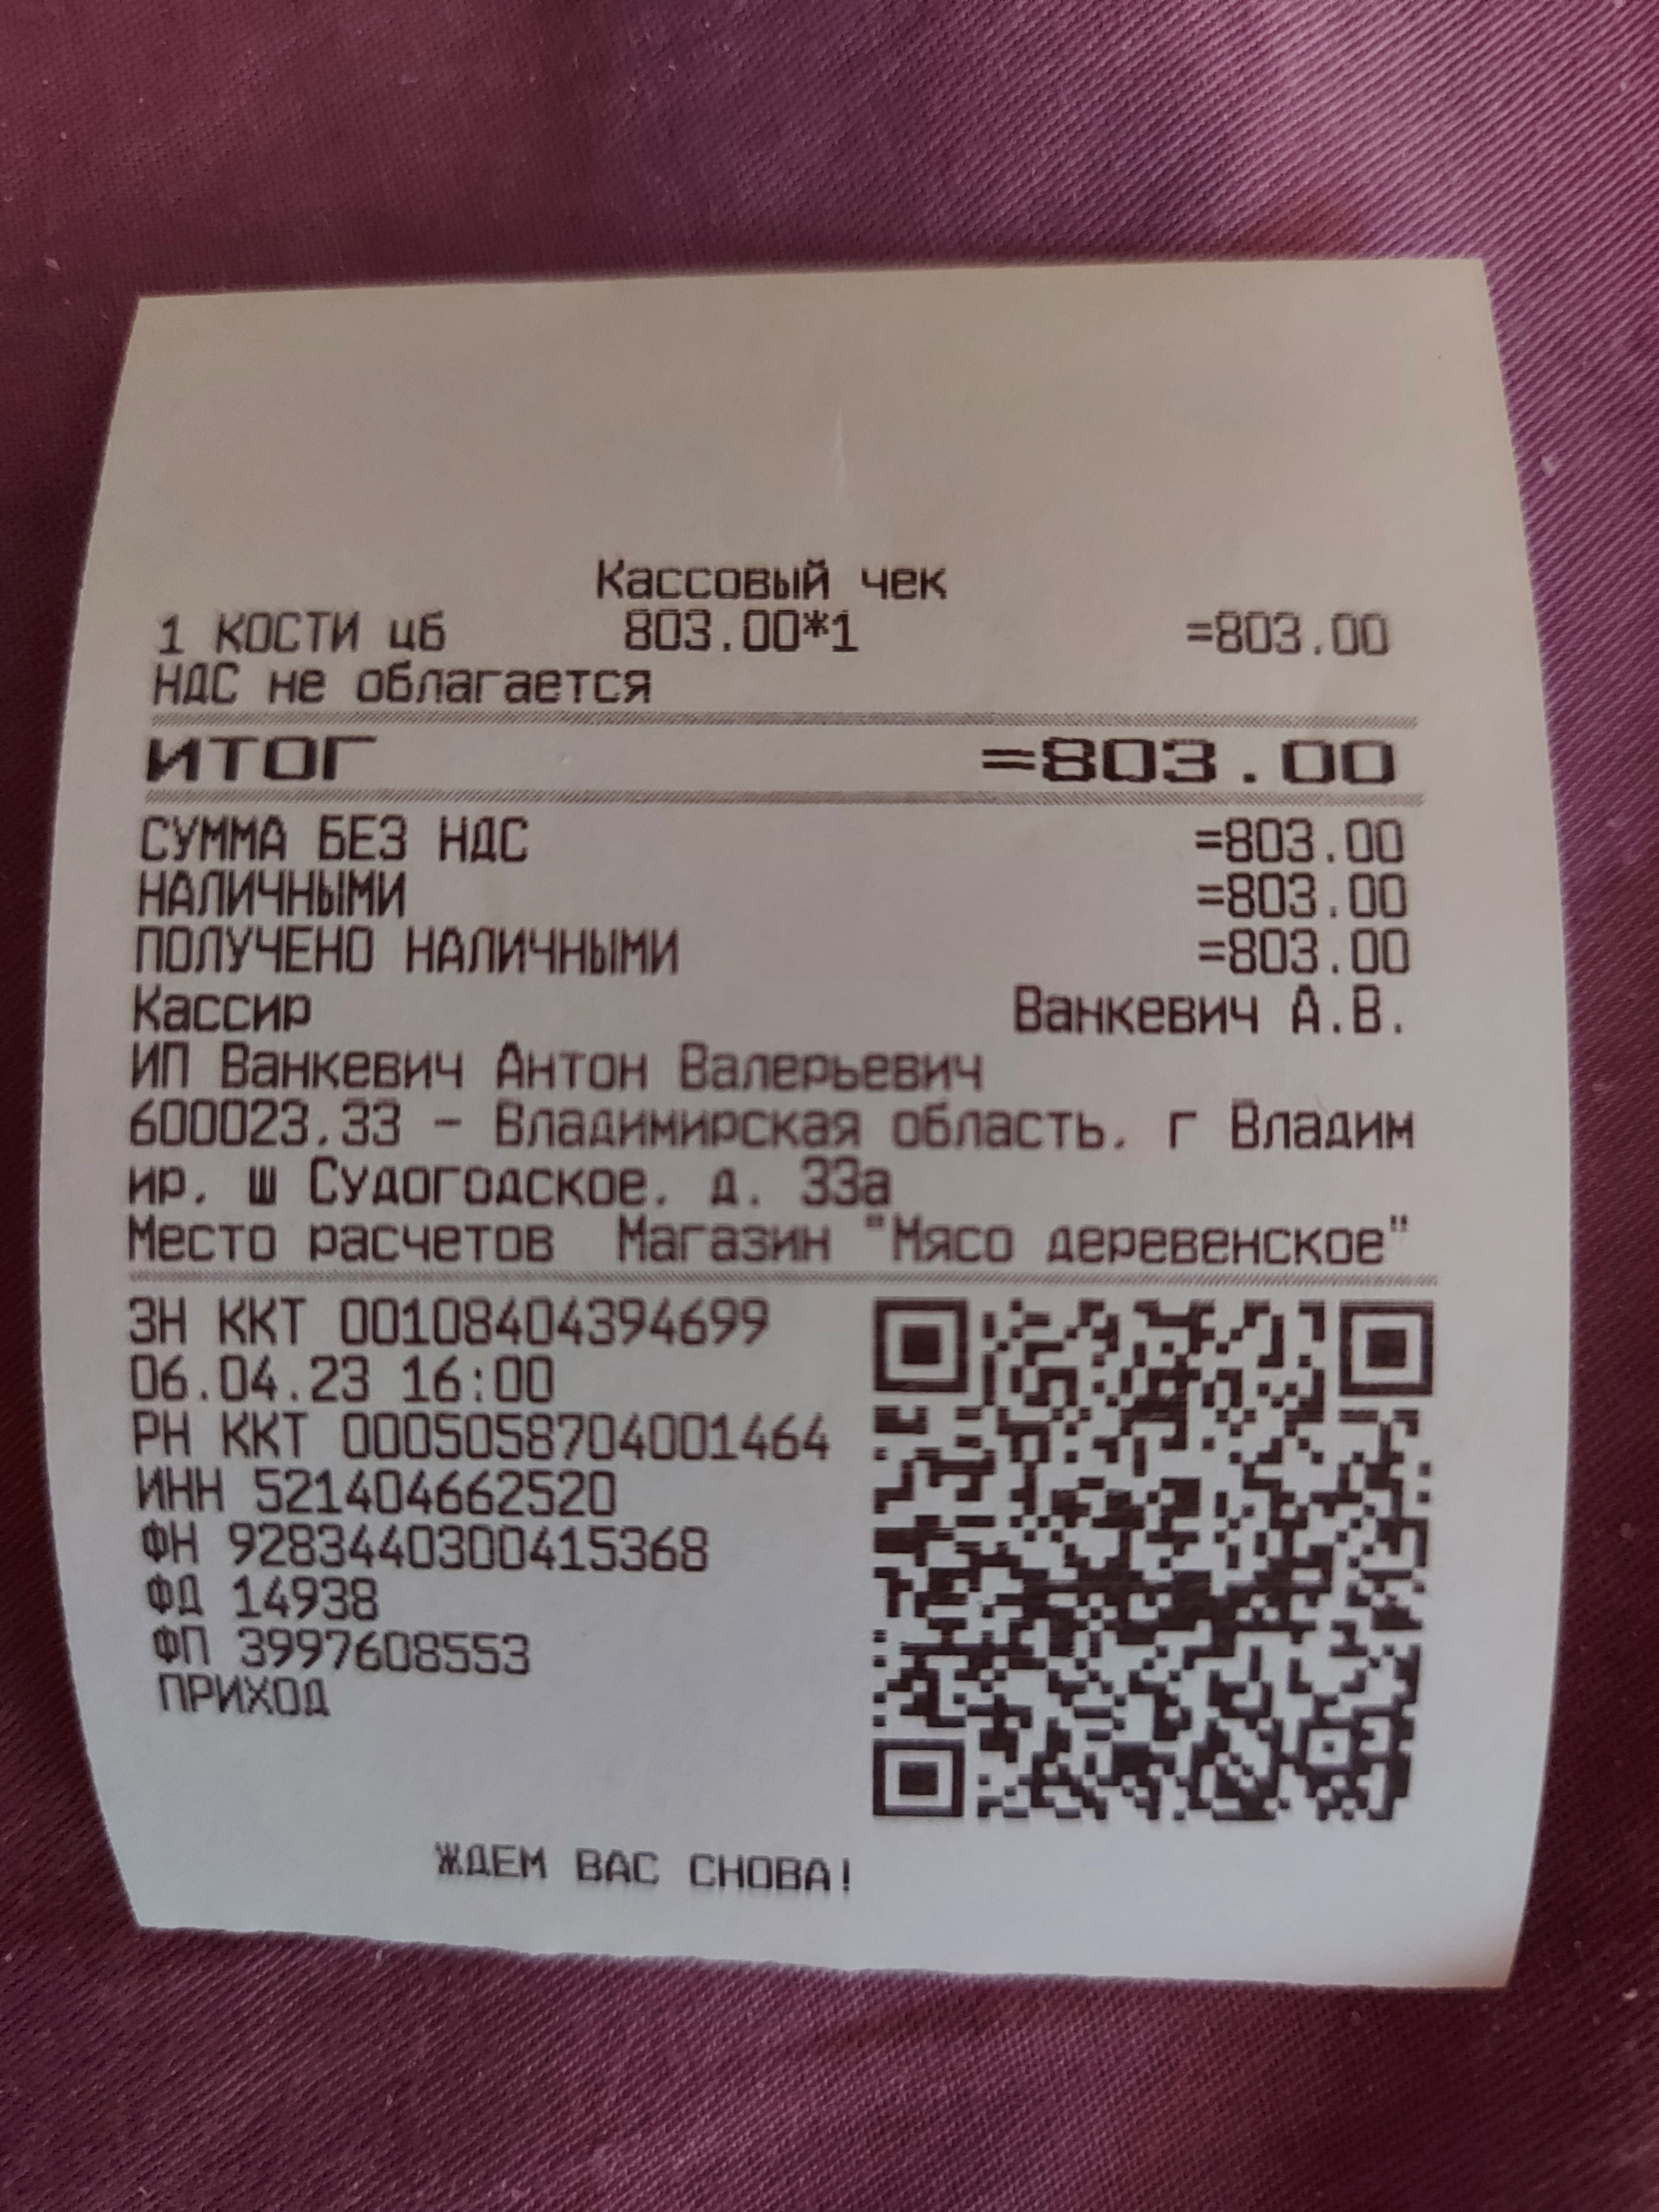 Кассовый чек
1 КОСТИ цб 803.00*1 =803.00
НДС не облагается
ИТОГ =803.00
СУММА БЕЗ НДС =803.00
НАЛИЧНЫМИ =803.00
ПОЛУЧЕНО НАЛИЧНЫМИ =803.00
Кассир Ванкевич А.В.
ИП Ванкевич Антон Валерьевич
600023,33 - Владимирская область, г Владим
ир, ш Судогодское, д. 33а
Место расчетов Магазин "Мясо деревенское"
ЗН ККТ 00108404394699
06.04.23 16:00
РН ККТ 0005058704001464
ИНН 521404662520
ФН 9283440300415368
ФД 14938
ФП 3997608553
ПРИХОД
ЖДЕМ ВАС СНОВА!